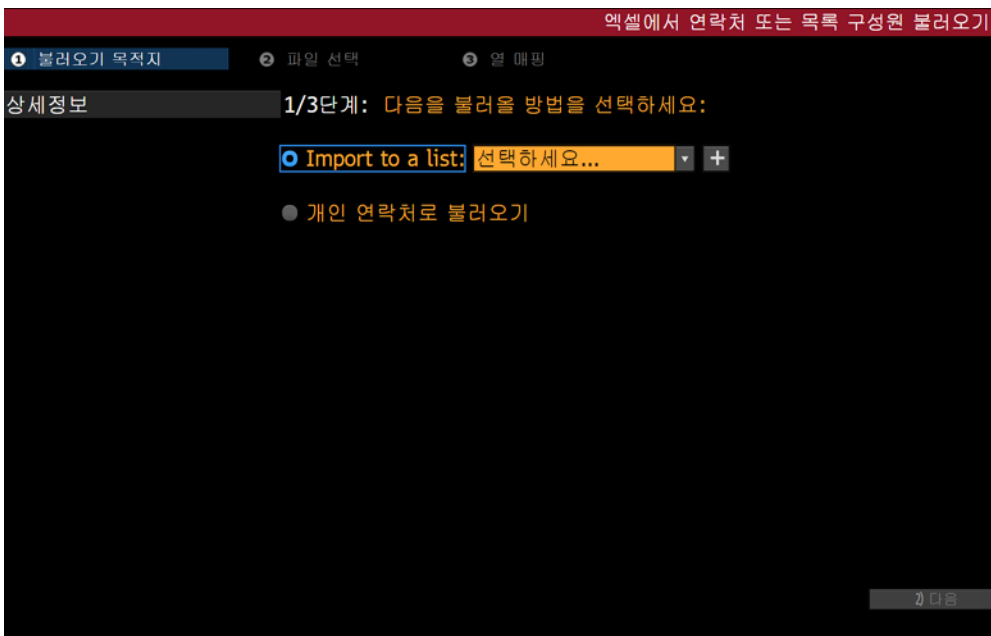 엑셀에서 연락처 또는 목록 구성원 불러오기
1 불러오기 목적지 2 파일 선택 3 열 매핑
상세정보 1/3단계: 다음을 불러올 방법을 선택하세요:
Import to a list: 선택하세요... +
개인 연락처로 불러오기
2) 다음